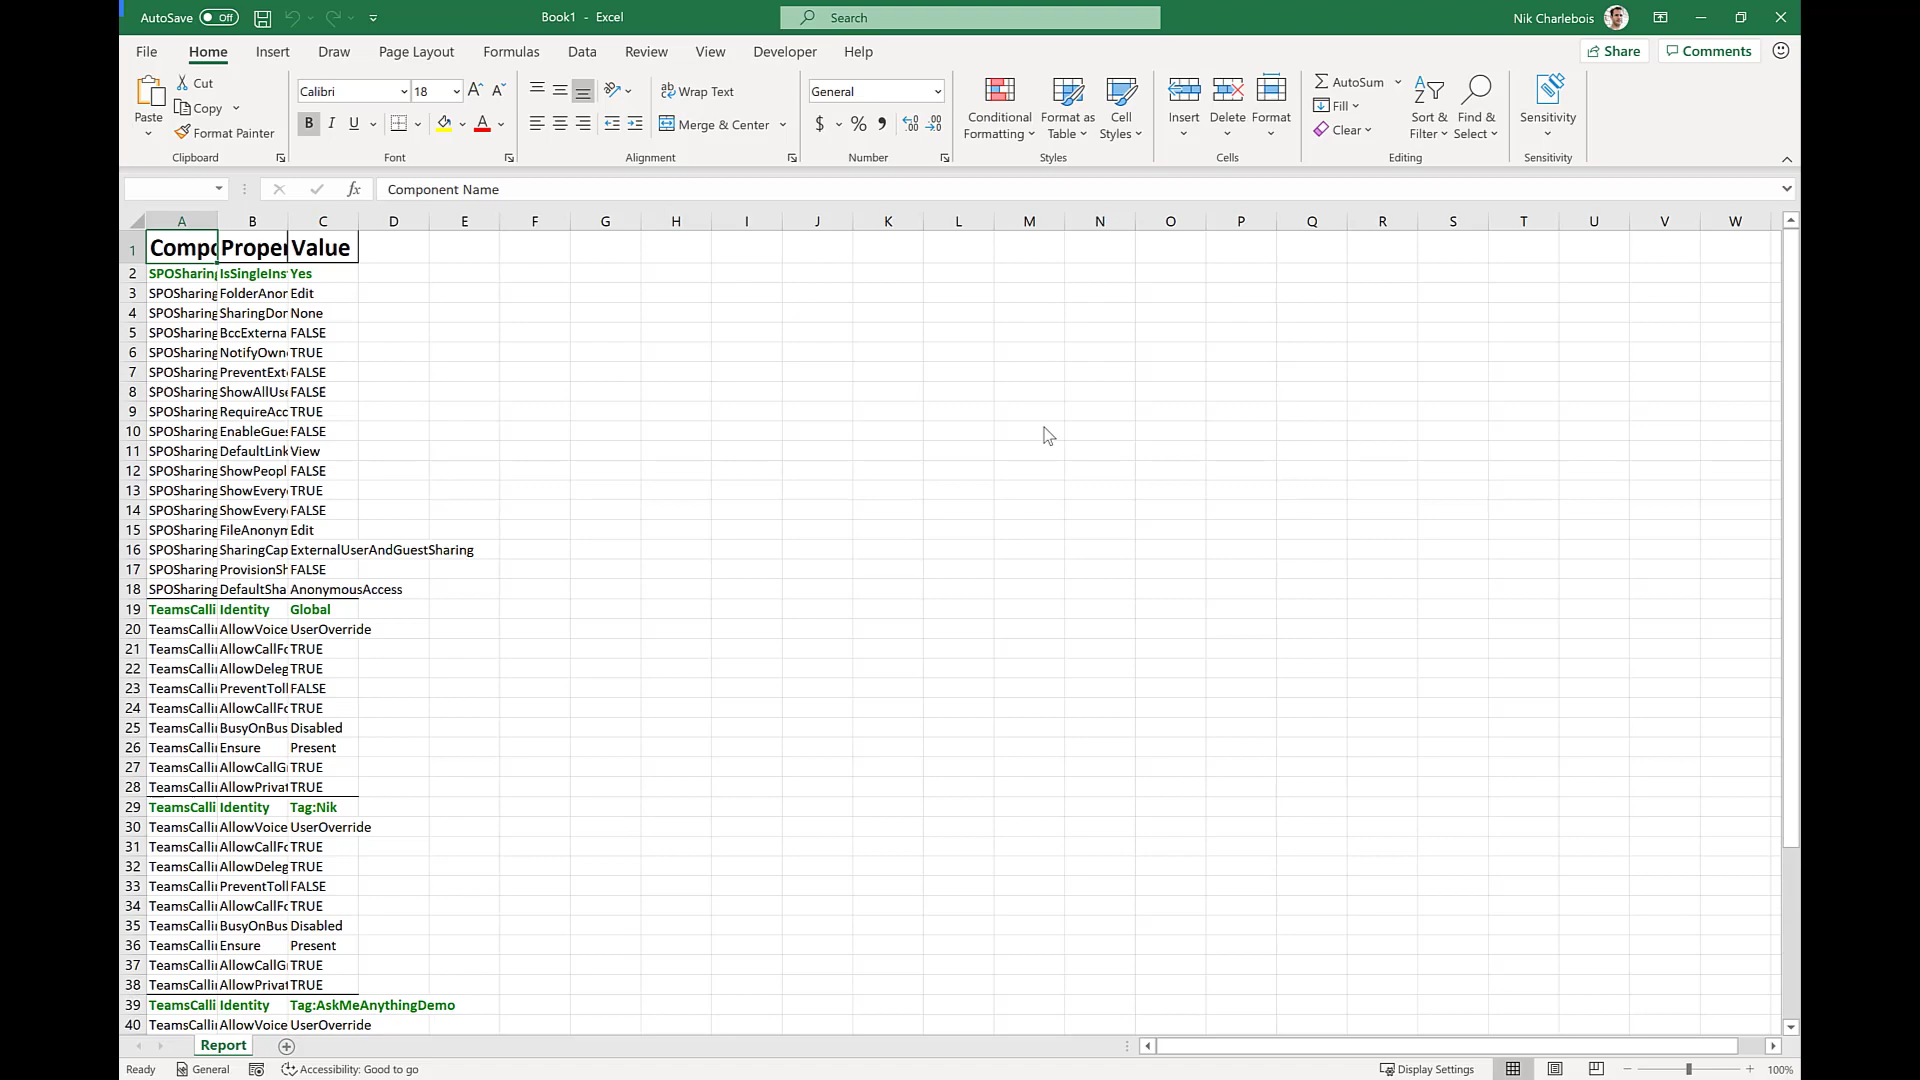 AutoSave Off Book1 - Excel Search Nik Charlebois
File Home Insert Draw Page Layout Formulas Data Review View Developer Help Share Comments
Paste Cut Copy Format Painter Clipboard
Calibri 18 A A B I U A Font
Wrap Text Merge & Center Alignment
General $ % Number
Conditional Formatting Format as Table Cell Styles Styles
Insert Delete Format Cells
AutoSum Fill Clear Sort & Filter Find & Select Editing
Sensitivity Sensitivity
fx Component Name
A B C D E F G H I J K L M N O P Q R S T U V W
1 Compo Proper Value
2 SPOSharing IsSingleIns Yes
3 SPOSharing FolderAnor Edit
4 SPOSharing SharingDor None
5 SPOSharing BccExterna FALSE
6 SPOSharing NotifyOwn TRUE
7 SPOSharing PreventExt FALSE
8 SPOSharing ShowAllUse FALSE
9 SPOSharing RequireAcc TRUE
10 SPOSharing EnableGues FALSE
11 SPOSharing DefaultLink View
12 SPOSharing ShowPeopl FALSE
13 SPOSharing ShowEvery TRUE
14 SPOSharing ShowEvery FALSE
15 SPOSharing FileAnonym Edit
16 SPOSharing SharingCap ExternalUserAndGuestSharing
17 SPOSharing ProvisionSh FALSE
18 SPOSharing DefaultSha AnonymousAccess
19 TeamsCalli Identity Global
20 TeamsCalli AllowVoice UserOverride
21 TeamsCalli AllowCallFo TRUE
22 TeamsCalli AllowDeleg TRUE
23 TeamsCalli PreventToll FALSE
24 TeamsCalli AllowCallFo TRUE
25 TeamsCalli BusyOnBus Disabled
26 TeamsCalli Ensure Present
27 TeamsCalli AllowCallG TRUE
28 TeamsCalli AllowPrivat TRUE
29 TeamsCalli Identity Tag:Nik
30 TeamsCalli AllowVoice UserOverride
31 TeamsCalli AllowCallFo TRUE
32 TeamsCalli AllowDeleg TRUE
33 TeamsCalli PreventToll FALSE
34 TeamsCalli AllowCallFo TRUE
35 TeamsCalli BusyOnBus Disabled
36 TeamsCalli Ensure Present
37 TeamsCalli AllowCallG TRUE
38 TeamsCalli AllowPrivat TRUE
39 TeamsCalli Identity Tag:AskMeAnythingDemo
40 TeamsCalli AllowVoice UserOverride
Report
Ready General Accessibility: Good to go Display Settings 100%